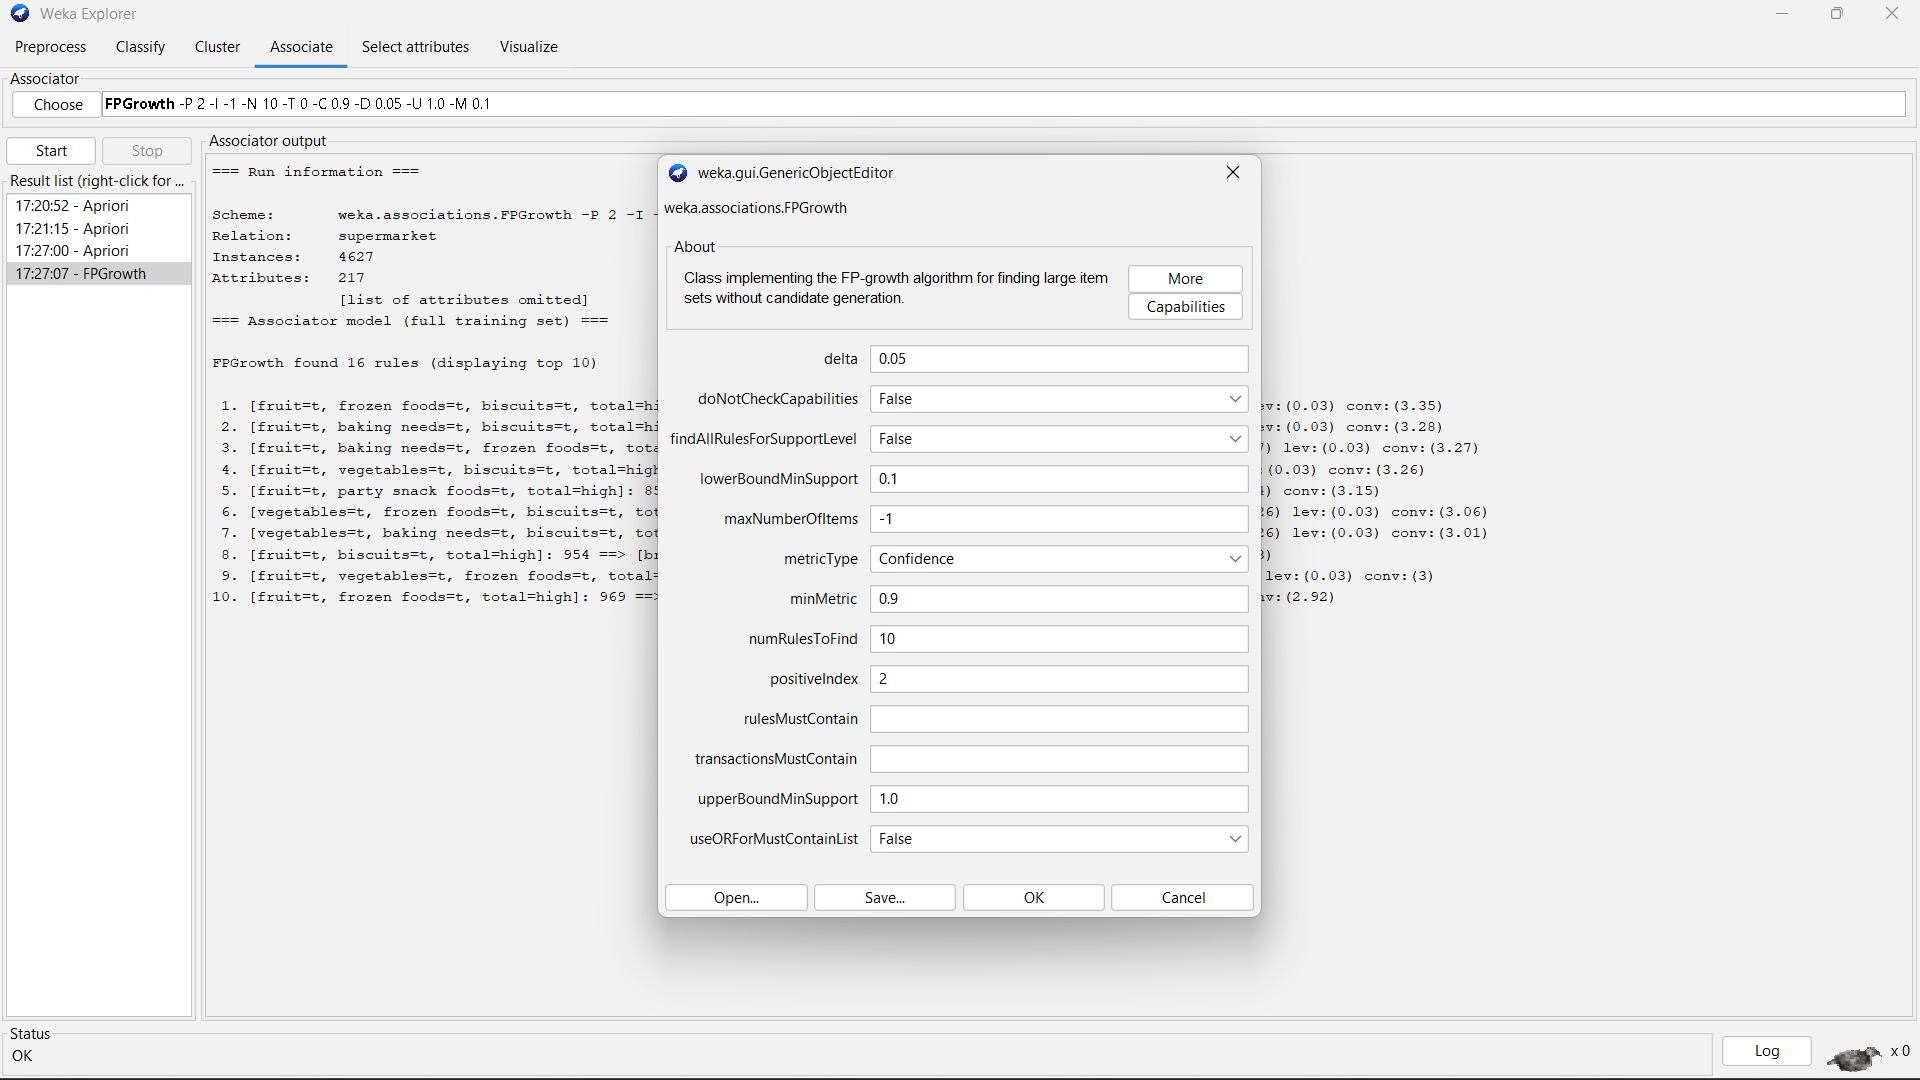 Weka Explorer
Preprocess Classify Cluster Associate Select attributes Visualize
Associator
Choose FPGrowth -P 2 -I -1 -N 10 -T 0 -C 0.9 -D 0.05 -U 1.0 -M 0.1
Start Stop
Result list (right-click for ...
17:20:52 - Apriori
17:21:15 - Apriori
17:27:00 - Apriori
17:27:07 - FPGrowth
Associator output
=== Run information ===
Scheme: weka.associations.FPGrowth -P 2 -I -
Relation: supermarket
Instances: 4627
Attributes: 217
[list of attributes omitted]
=== Associator model (full training set) ===
FPGrowth found 16 rules (displaying top 10)
1. [fruit=t, frozen foods=t, biscuits=t, total=hi ev:(0.03) conv:(3.35)
2. [fruit=t, baking needs=t, biscuits=t, total=hi ev:(0.03) conv:(3.28)
3. [fruit=t, baking needs=t, frozen foods=t, tota 7) lev:(0.03) conv:(3.27)
4. [fruit=t, vegetables=t, biscuits=t, total=high :(0.03) conv:(3.26)
5. [fruit=t, party snack foods=t, total=high]: 85 4) conv:(3.15)
6. [vegetables=t, frozen foods=t, biscuits=t, tot 26) lev:(0.03) conv:(3.06)
7. [vegetables=t, baking needs=t, biscuits=t, tot 26) lev:(0.03) conv:(3.01)
8. [fruit=t, biscuits=t, total=high]: 954 ==> [br 3)
9. [fruit=t, vegetables=t, frozen foods=t, total= lev:(0.03) conv:(3)
10. [fruit=t, frozen foods=t, total=high]: 969 ==> nv:(2.92)
weka.gui.GenericObjectEditor
weka.associations.FPGrowth
About
Class implementing the FP-growth algorithm for finding large item
sets without candidate generation.
More
Capabilities
delta 0.05
doNotCheckCapabilities False
findAllRulesForSupportLevel False
lowerBoundMinSupport 0.1
maxNumberOfItems -1
metricType Confidence
minMetric 0.9
numRulesToFind 10
positiveIndex 2
rulesMustContain
transactionsMustContain
upperBoundMinSupport 1.0
useORForMustContainList False
Open... Save... OK Cancel
Status
OK
Log x 0